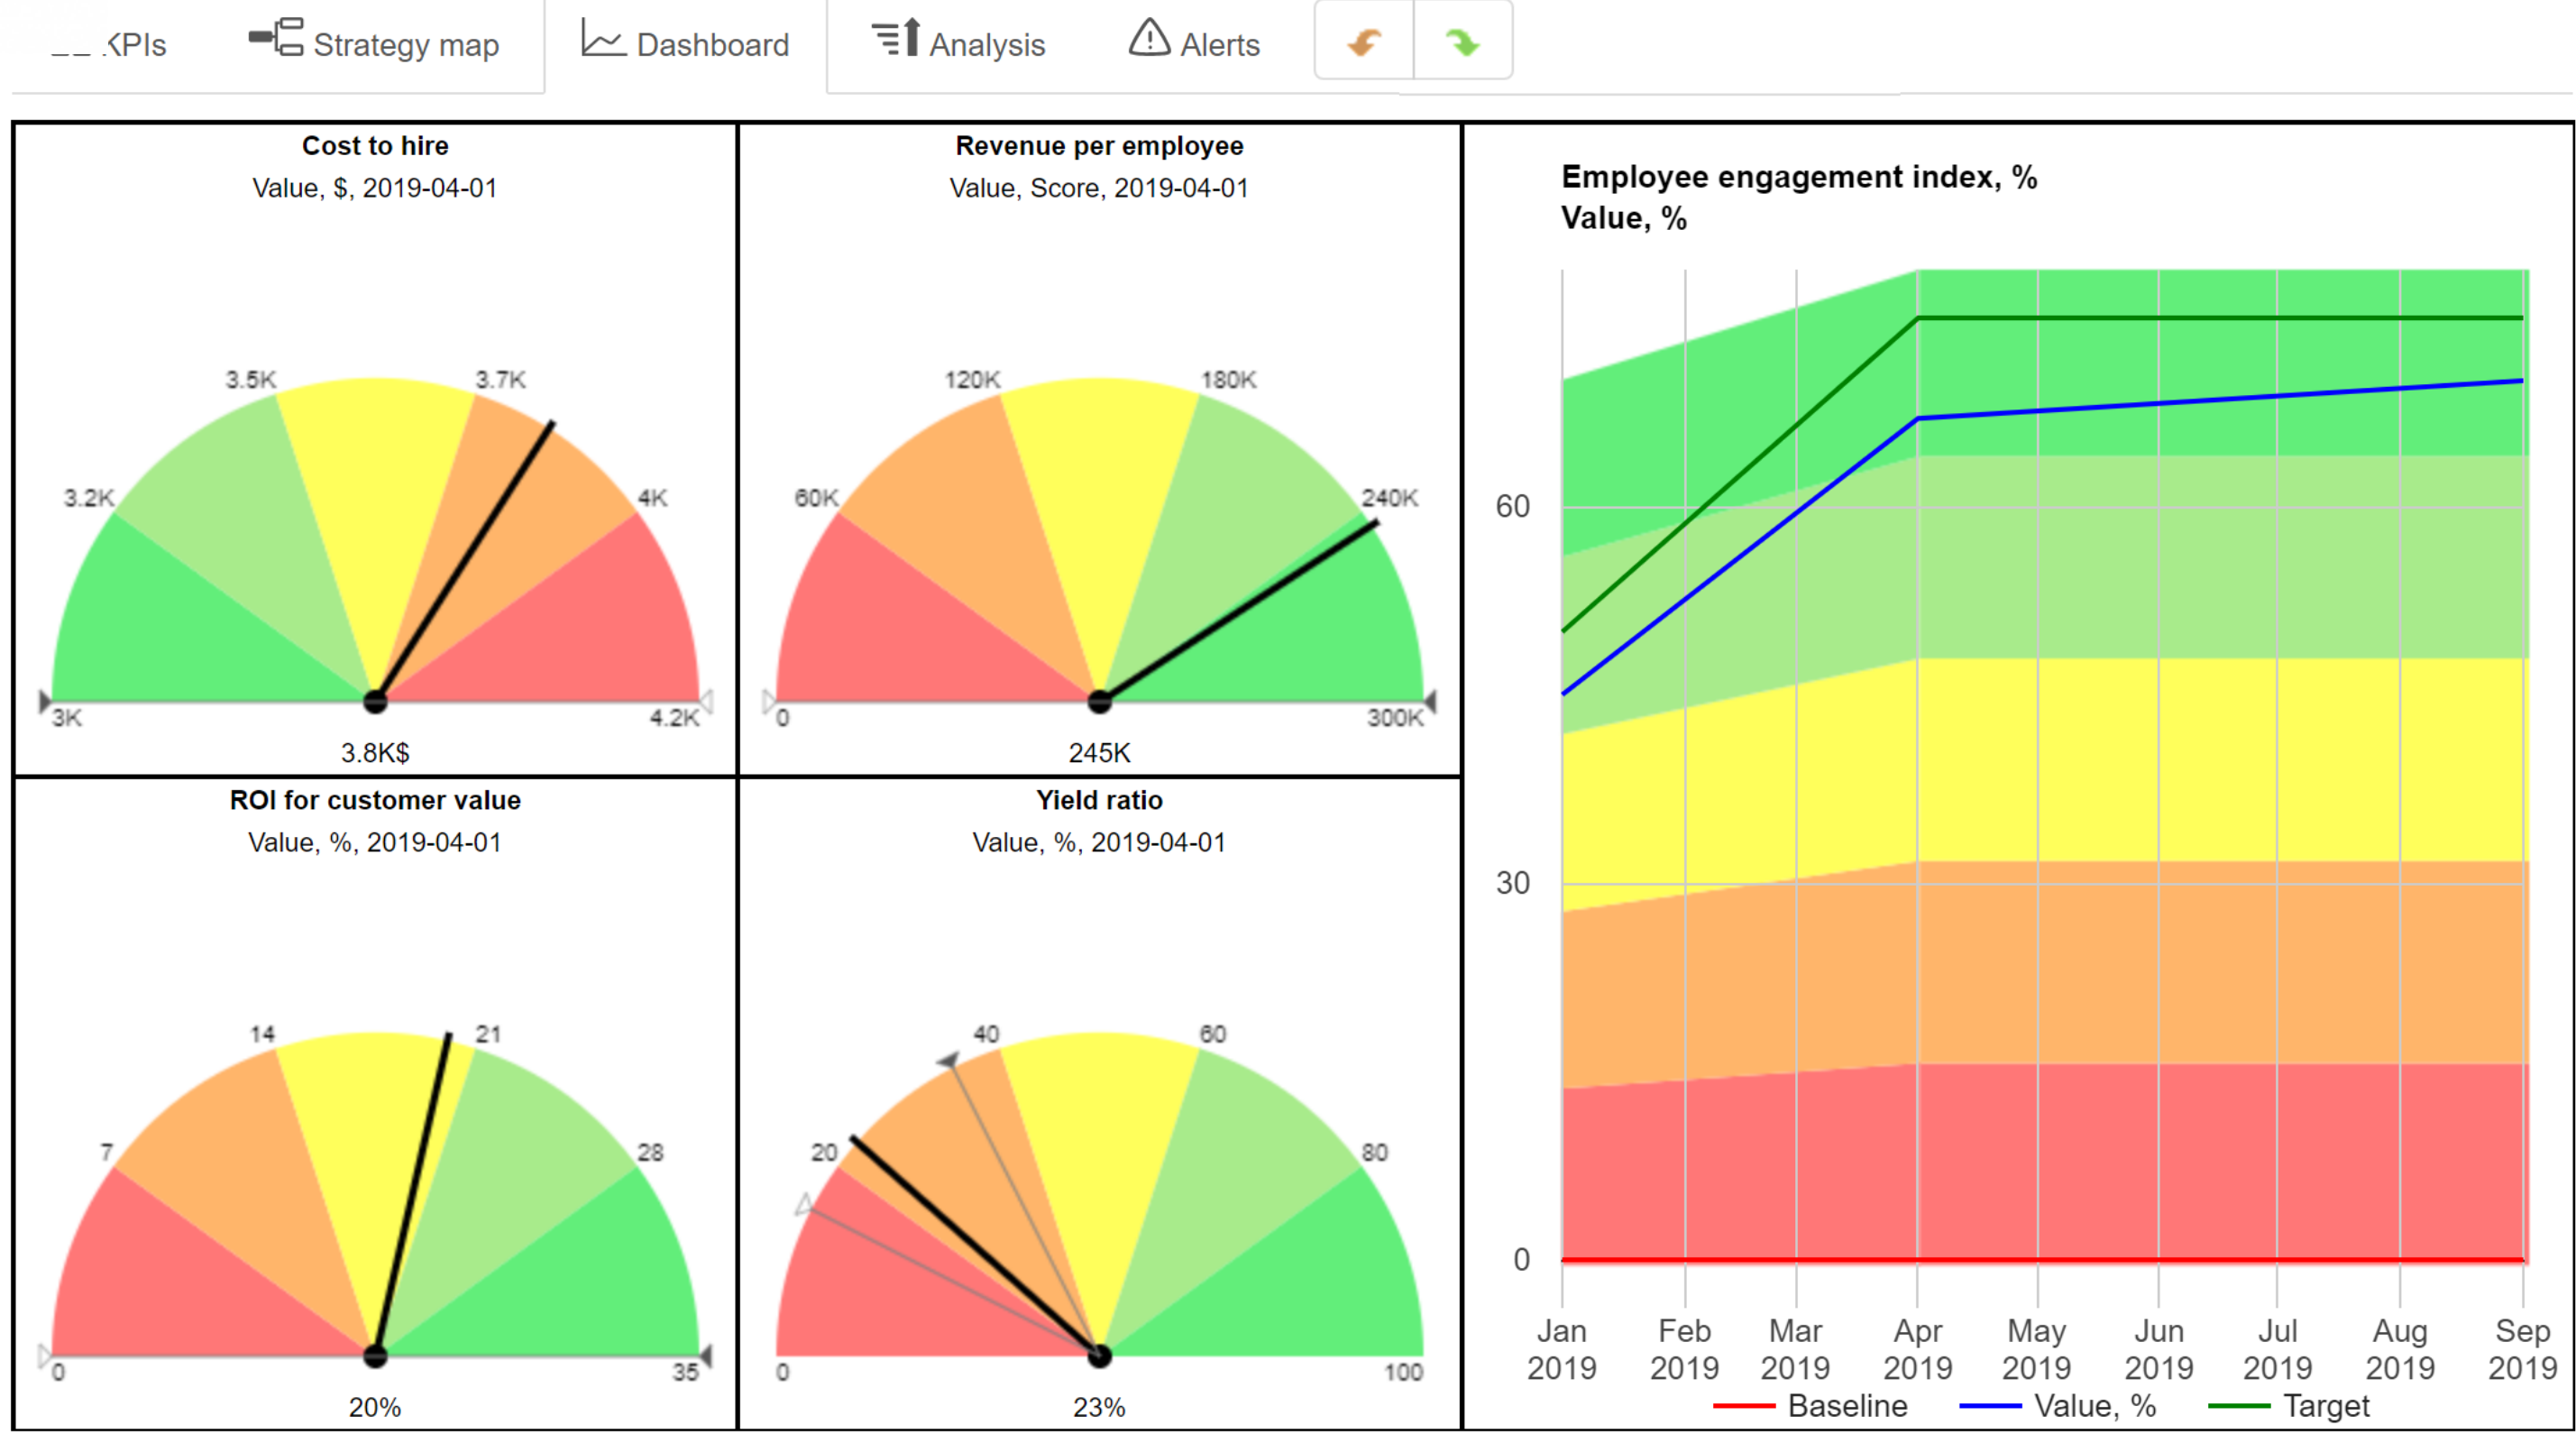 KPIs Strategy map Dashboard Analysis Alerts
Cost to hire
Value, $, 2019-04-01
3.5K 3.7K
3.2K 4K
3K 4.2K
3.8K$
Revenue per employee
Value, Score, 2019-04-01
120K 180K
60K 240K
0 300K
245K
ROI for customer value
Value, %, 2019-04-01
14 21
7 28
0 35
20%
Yield ratio
Value, %, 2019-04-01
40 60
20 80
0 100
23%
Employee engagement index, %
Value, %
60
30
0
Jan Feb Mar Apr May Jun Jul Aug Sep
2019 2019 2019 2019 2019 2019 2019 2019 2019
Baseline Value, % Target